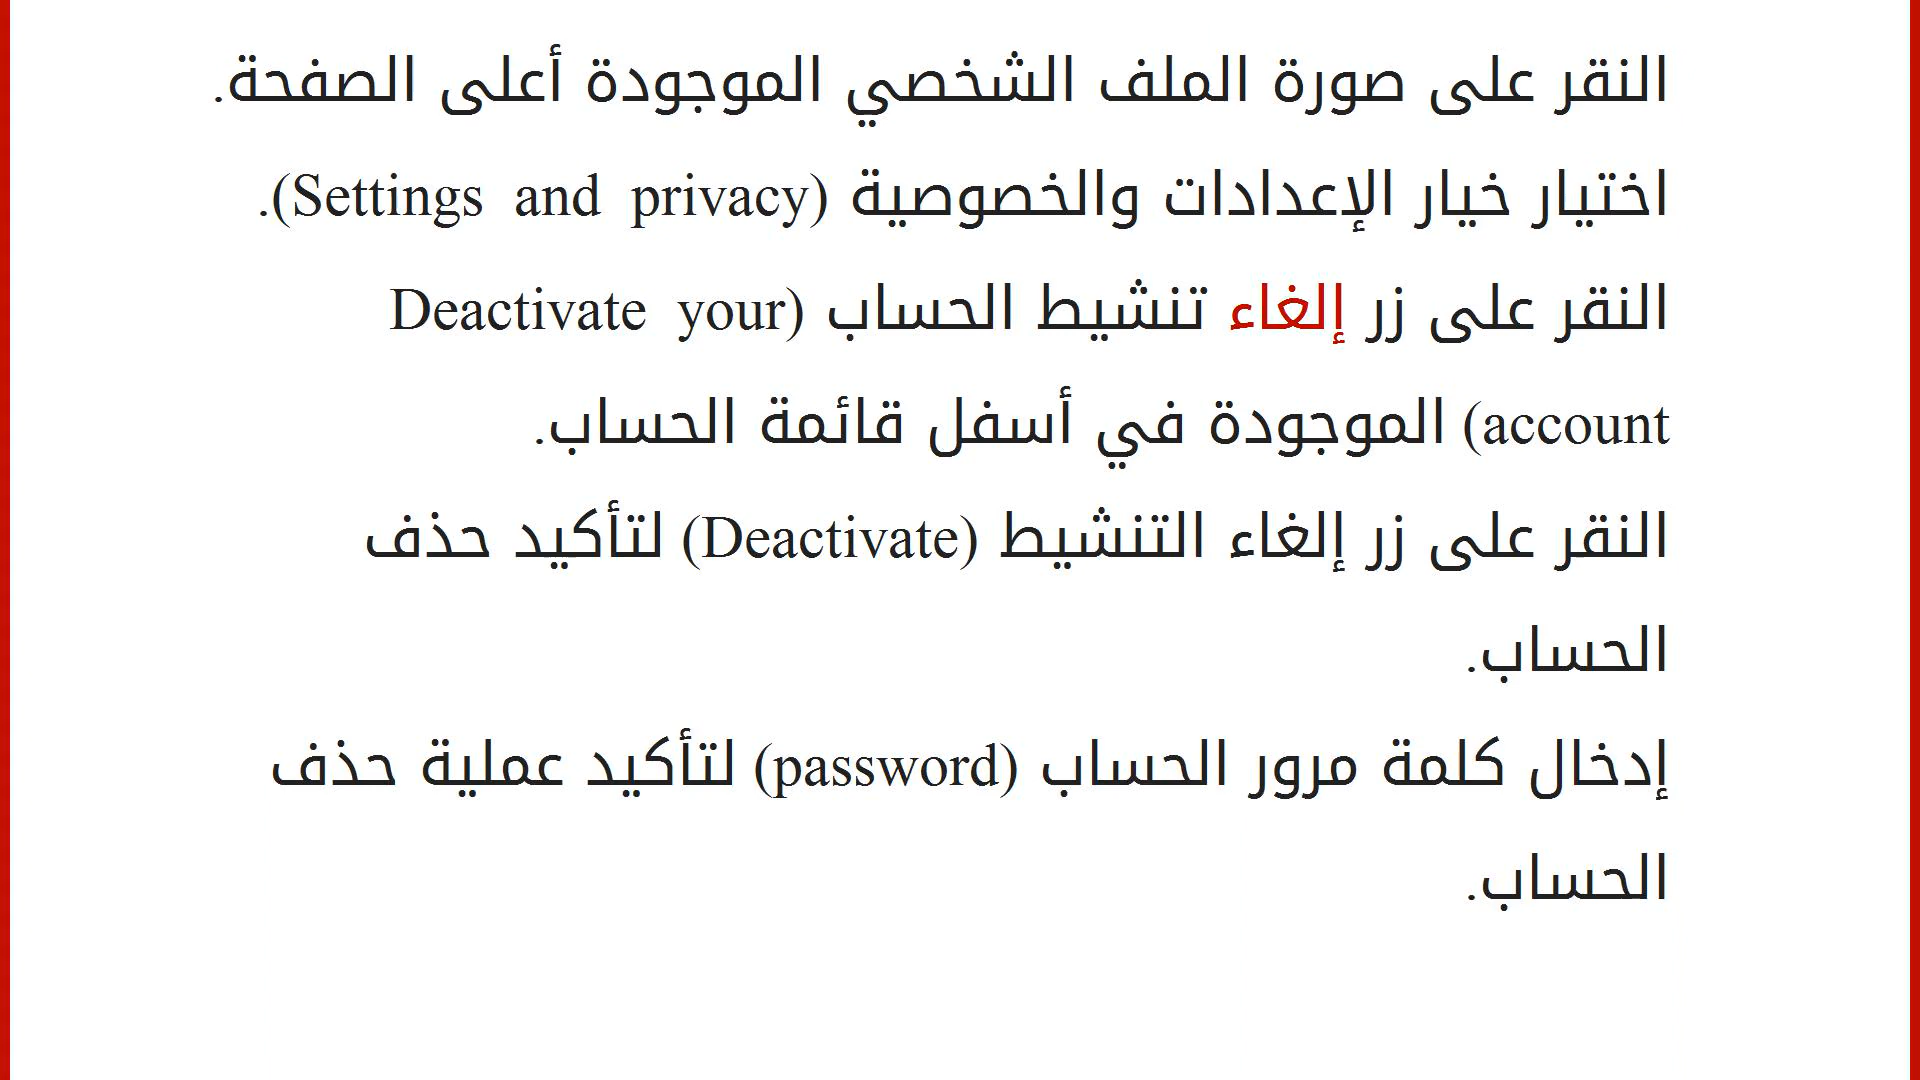 النقر على صورة الملف الشخصي الموجودة أعلى الصفحة.
اختيار خيار الإعدادات والخصوصية (Settings and privacy).
النقر على زر إلغاء تنشيط الحساب (Deactivate your
account) الموجودة في أسفل قائمة الحساب.
النقر على زر إلغاء التنشيط (Deactivate) لتأكيد حذف
الحساب.
إدخال كلمة مرور الحساب (password) لتأكيد عملية حذف
الحساب.